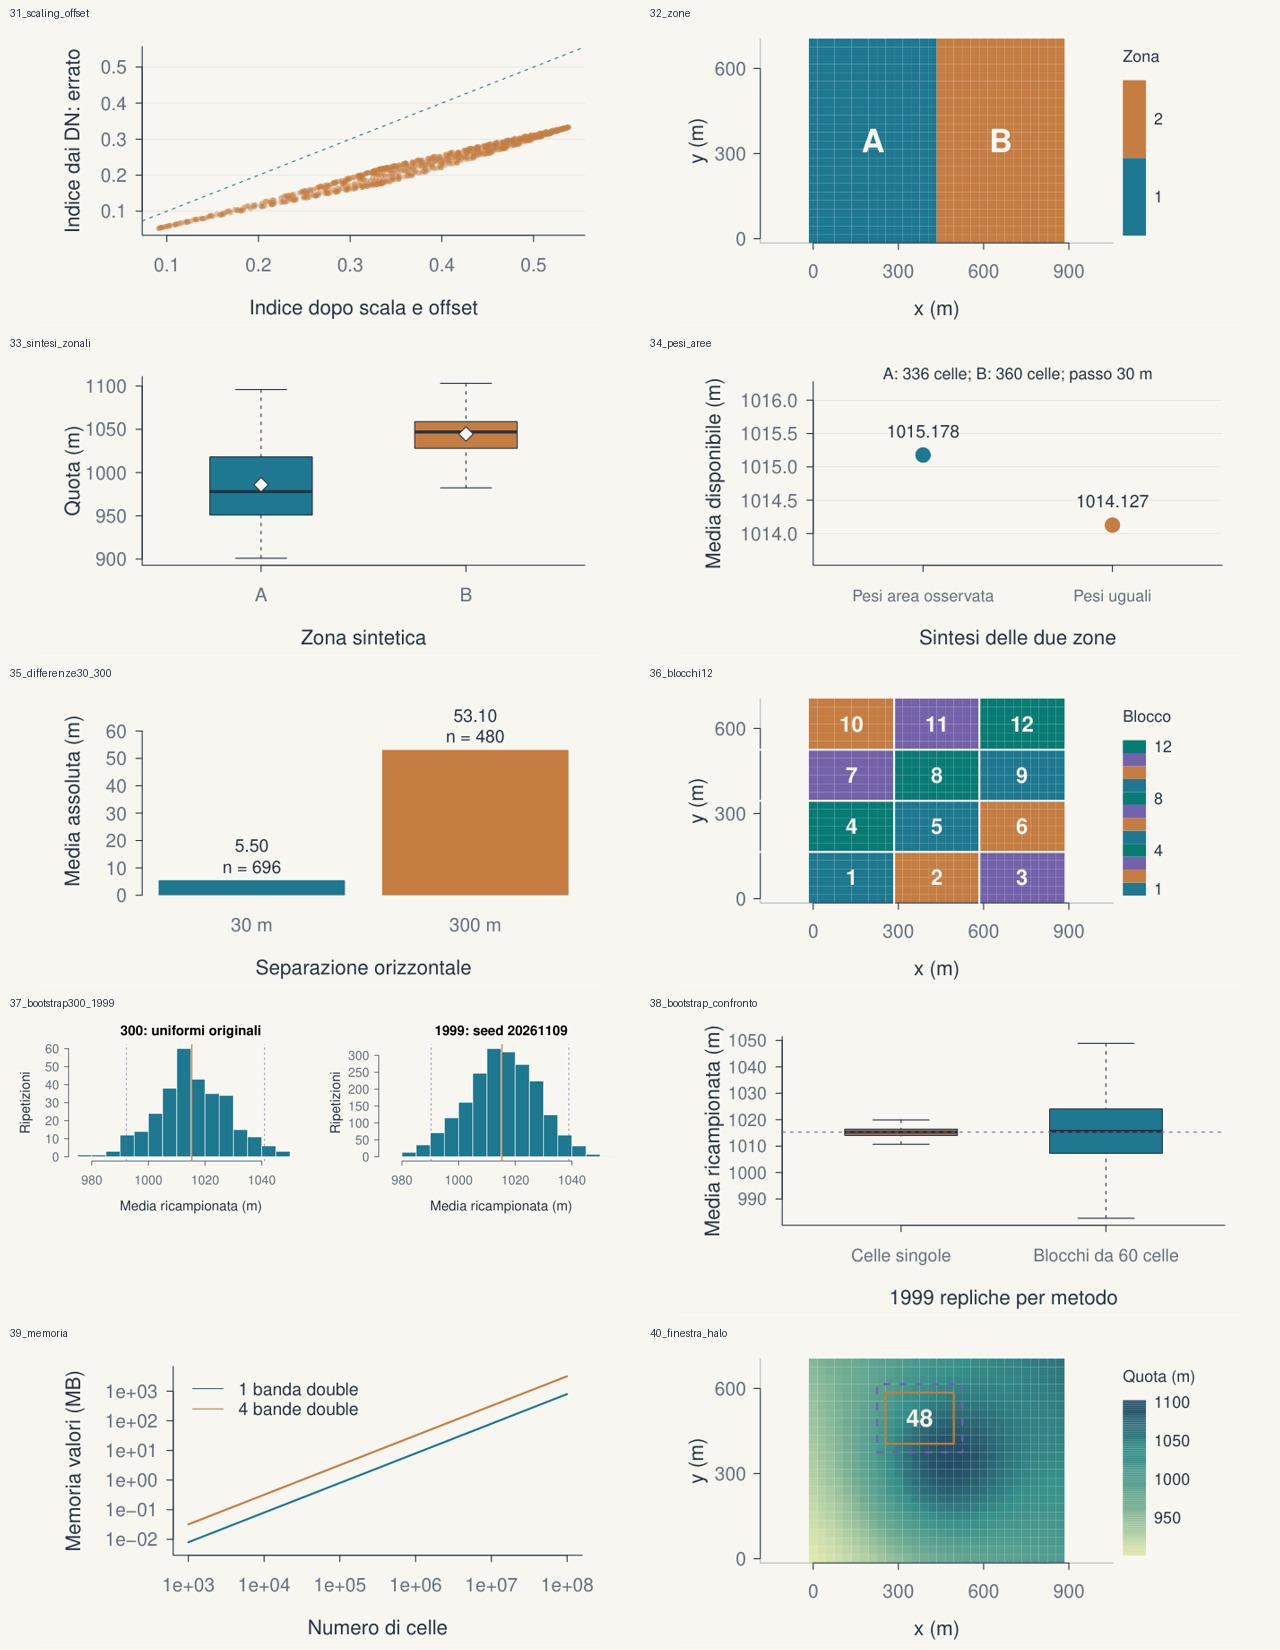 31_scaling_offset
Indice dai DN: errato
0.5
0.4
0.3
0.2
0.1
0.1 0.2 0.3 0.4 0.5
Indice dopo scala e offset
32_zone
y (m)
600
300
0
A B
0 300 600 900
x (m)
Zona
2
1
33_sintesi_zonali
Quota (m)
1100
1050
1000
950
900
A B
Zona sintetica
34_pesi_aree
A: 336 celle; B: 360 celle; passo 30 m
Media disponibile (m)
1016.0
1015.5
1015.0
1014.5
1014.0
1015.178
1014.127
Pesi area osservata Pesi uguali
Sintesi delle due zone
35_differenze30_300
Media assoluta (m)
60
50
40
30
20
10
0
5.50
n = 696
53.10
n = 480
30 m 300 m
Separazione orizzontale
36_blocchi12
y (m)
600
300
0
10 11 12
7 8 9
4 5 6
1 2 3
0 300 600 900
x (m)
Blocco
12
8
4
1
37_bootstrap300_1999
300: uniformi originali
Ripetizioni
60
50
40
30
20
10
0
980 1000 1020 1040
Media ricampionata (m)
1999: seed 20261109
Ripetizioni
300
250
200
150
100
50
0
980 1000 1020 1040
Media ricampionata (m)
38_bootstrap_confronto
Media ricampionata (m)
1050
1040
1030
1020
1010
1000
990
Celle singole Blocchi da 60 celle
1999 repliche per metodo
39_memoria
Memoria valori (MB)
1e+03
1e+02
1e+01
1e+00
1e−01
1e−02
1 banda double
4 bande double
1e+03 1e+04 1e+05 1e+06 1e+07 1e+08
Numero di celle
40_finestra_halo
y (m)
600
300
0
48
0 300 600 900
x (m)
Quota (m)
1100
1050
1000
950